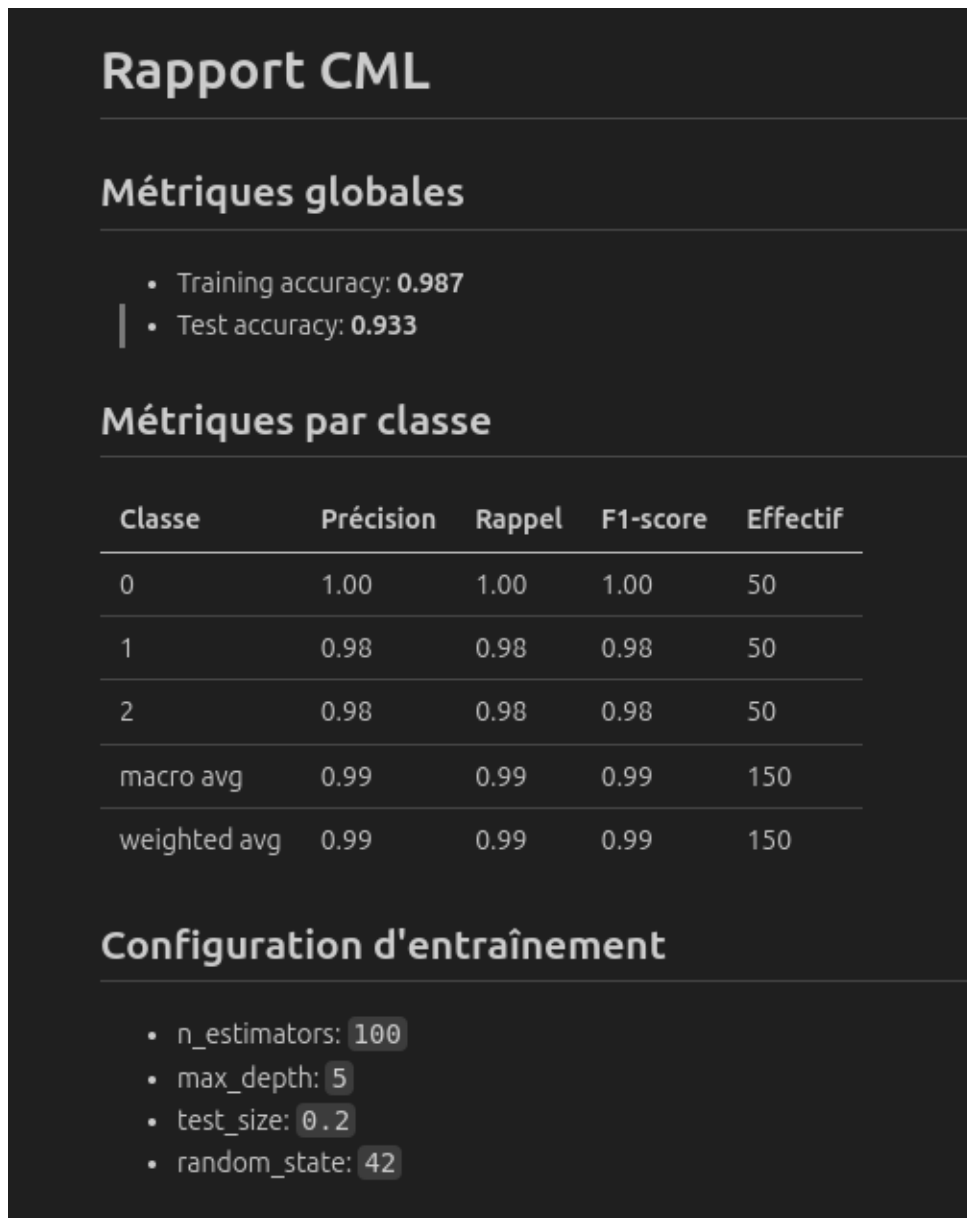 Rapport CML
Métriques globales
• Training accuracy: 0.987
• Test accuracy: 0.933
Métriques par classe
Classe Précision Rappel F1-score Effectif
0 1.00 1.00 1.00 50
1 0.98 0.98 0.98 50
2 0.98 0.98 0.98 50
macro avg 0.99 0.99 0.99 150
weighted avg 0.99 0.99 0.99 150
Configuration d'entraînement
• n_estimators: 100
• max_depth: 5
• test_size: 0.2
• random_state: 42